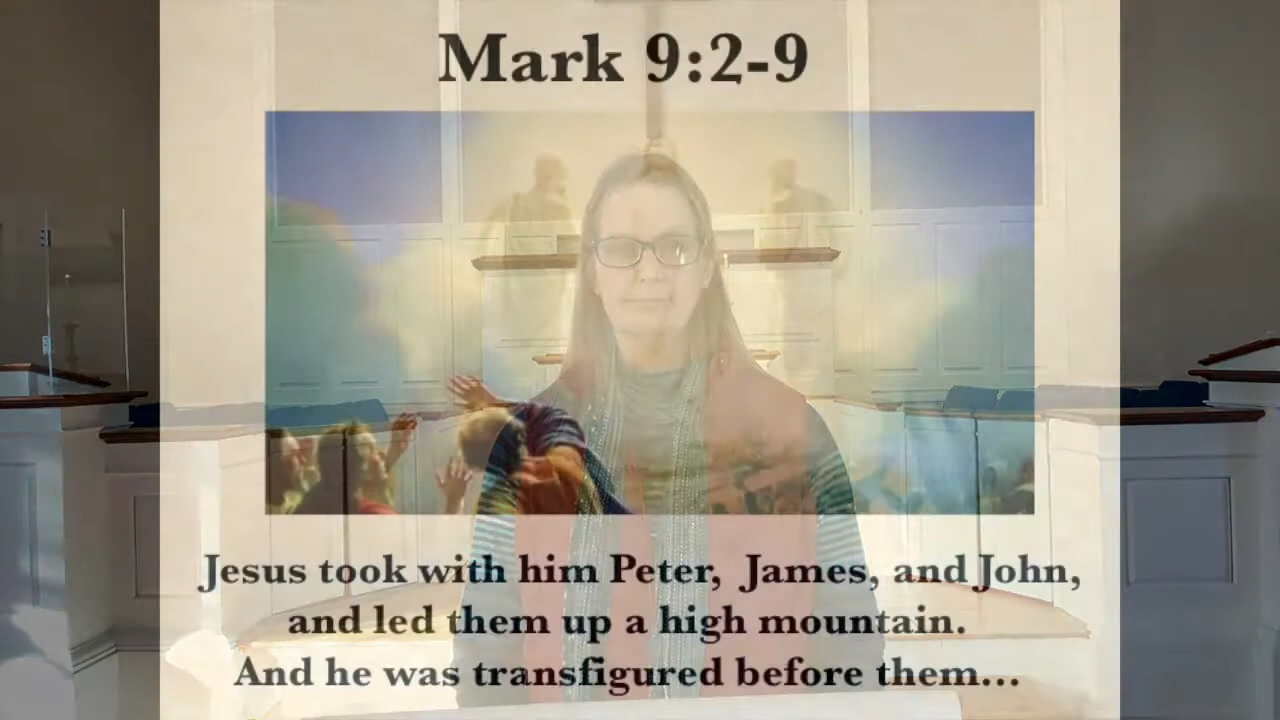 Mark 9:2-9
Jesus took with him Peter, James, and John,
and led them up a high mountain.
And he was transfigured before them...